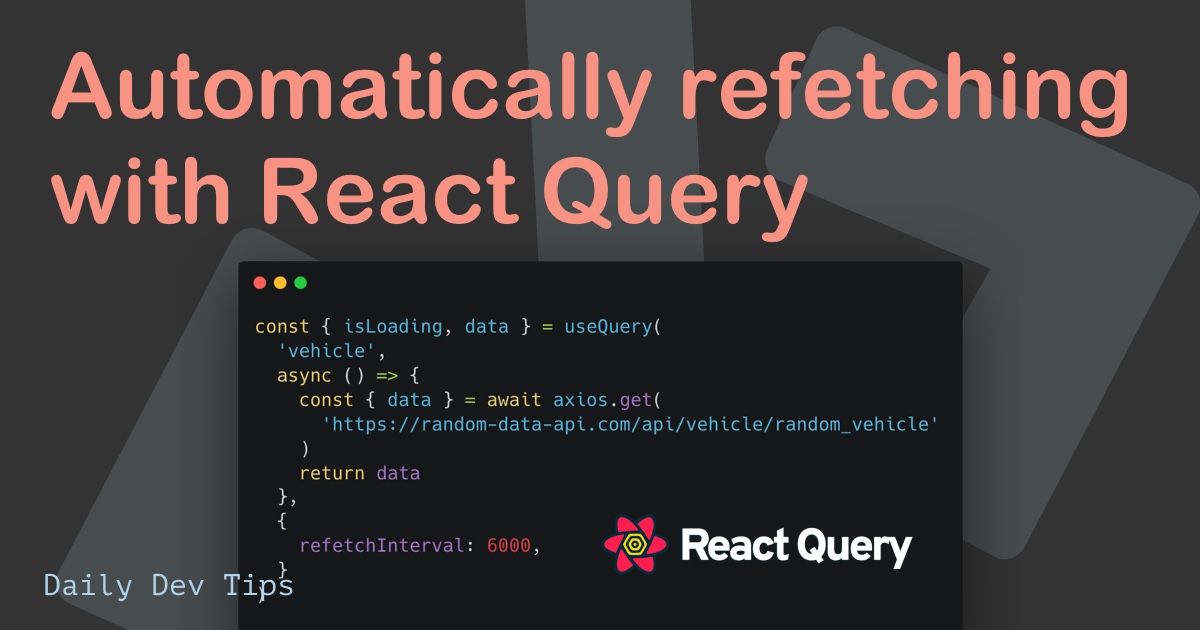 Automatically refetching
with React Query
const { isLoading, data } = useQuery(
'vehicle',
async () => {
const { data } = await axios.get(
'https://random-data-api.com/api/vehicle/random_vehicle'
)
return data
},
{
refetchInterval: 6000,
}
)
React Query
Daily Dev Tips